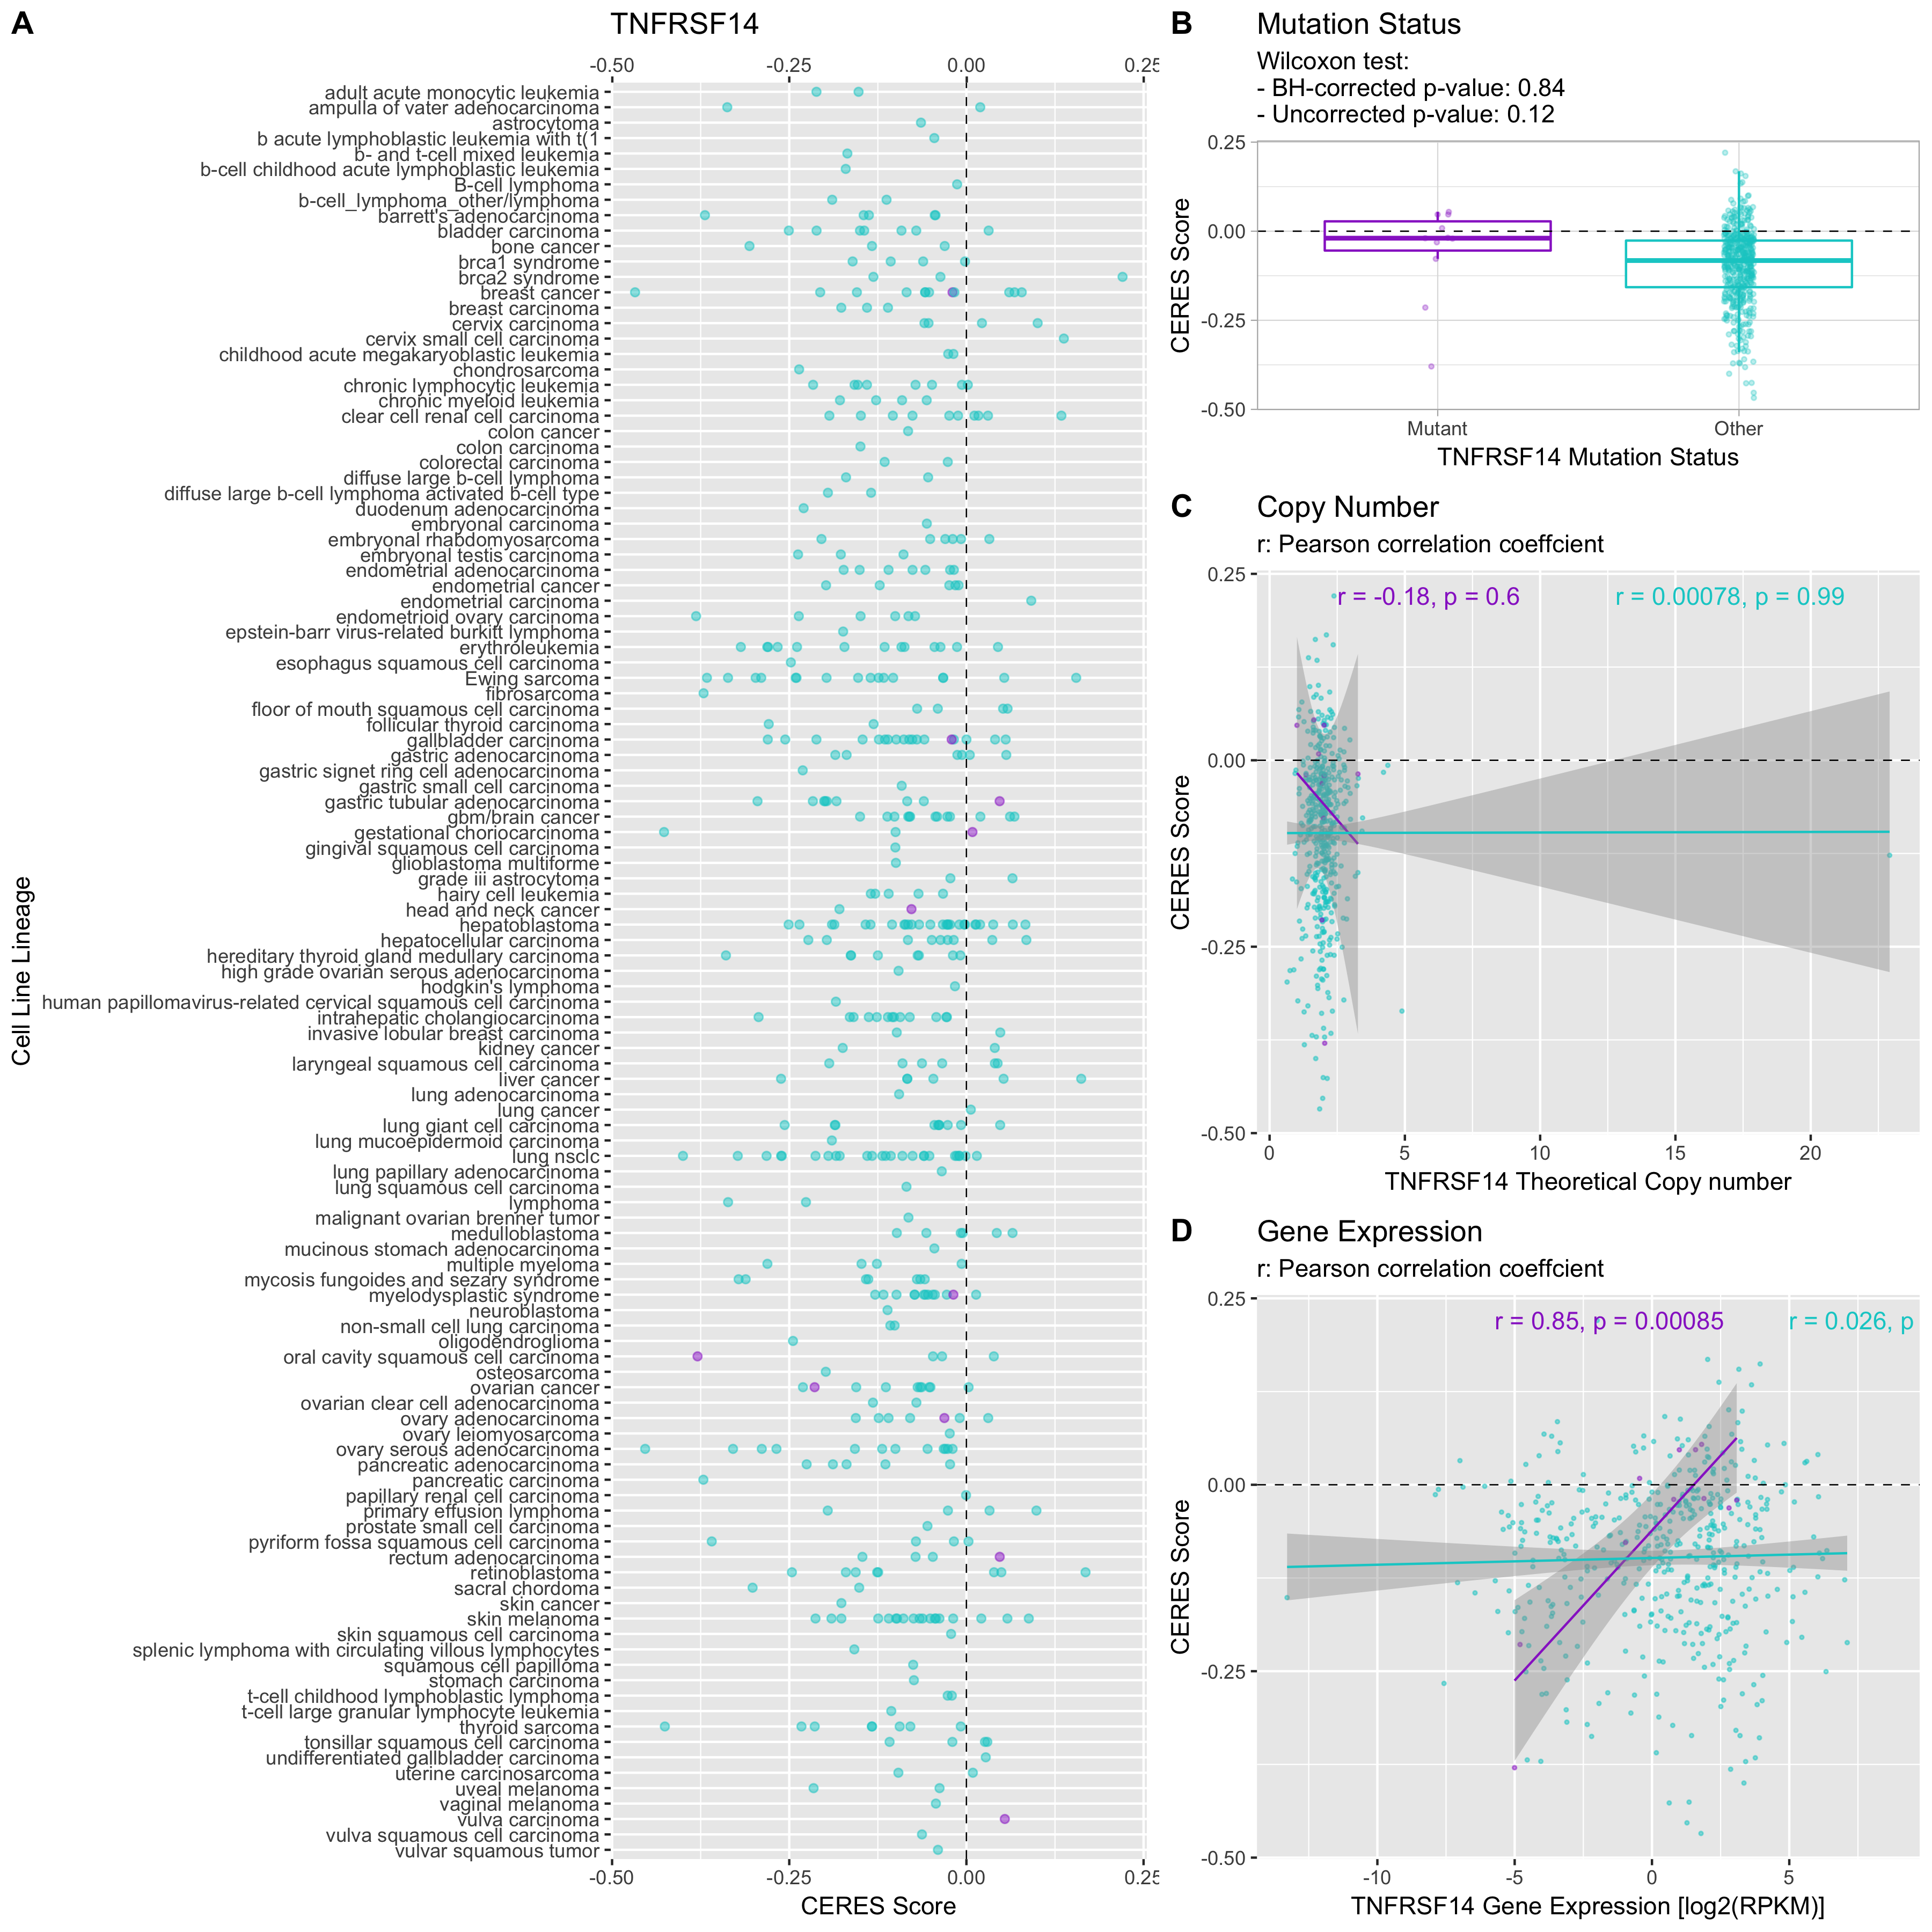 A
TNFRSF14
-0.50 -0.25 0.00 0.25
adult acute monocytic leukemia
ampulla of vater adenocarcinoma
astrocytoma
b acute lymphoblastic leukemia with t(1
b- and t-cell mixed leukemia
b-cell childhood acute lymphoblastic leukemia
B-cell lymphoma
b-cell_lymphoma_other/lymphoma
barrett's adenocarcinoma
bladder carcinoma
bone cancer
brca1 syndrome
brca2 syndrome
breast cancer
breast carcinoma
cervix carcinoma
cervix small cell carcinoma
childhood acute megakaryoblastic leukemia
chondrosarcoma
chronic lymphocytic leukemia
chronic myeloid leukemia
clear cell renal cell carcinoma
colon cancer
colon carcinoma
colorectal carcinoma
diffuse large b-cell lymphoma
diffuse large b-cell lymphoma activated b-cell type
duodenum adenocarcinoma
embryonal carcinoma
embryonal rhabdomyosarcoma
embryonal testis carcinoma
endometrial adenocarcinoma
endometrial cancer
endometrial carcinoma
endometrioid ovary carcinoma
epstein-barr virus-related burkitt lymphoma
erythroleukemia
esophagus squamous cell carcinoma
Ewing sarcoma
fibrosarcoma
floor of mouth squamous cell carcinoma
follicular thyroid carcinoma
gallbladder carcinoma
gastric adenocarcinoma
gastric signet ring cell adenocarcinoma
gastric small cell carcinoma
gastric tubular adenocarcinoma
gbm/brain cancer
gestational choriocarcinoma
gingival squamous cell carcinoma
glioblastoma multiforme
grade iii astrocytoma
hairy cell leukemia
head and neck cancer
hepatoblastoma
hepatocellular carcinoma
hereditary thyroid gland medullary carcinoma
high grade ovarian serous adenocarcinoma
hodgkin's lymphoma
human papillomavirus-related cervical squamous cell carcinoma
intrahepatic cholangiocarcinoma
invasive lobular breast carcinoma
kidney cancer
laryngeal squamous cell carcinoma
liver cancer
lung adenocarcinoma
lung cancer
lung giant cell carcinoma
lung mucoepidermoid carcinoma
lung nsclc
lung papillary adenocarcinoma
lung squamous cell carcinoma
lymphoma
malignant ovarian brenner tumor
medulloblastoma
mucinous stomach adenocarcinoma
multiple myeloma
mycosis fungoides and sezary syndrome
myelodysplastic syndrome
neuroblastoma
non-small cell lung carcinoma
oligodendroglioma
oral cavity squamous cell carcinoma
osteosarcoma
ovarian cancer
ovarian clear cell adenocarcinoma
ovary adenocarcinoma
ovary leiomyosarcoma
ovary serous adenocarcinoma
pancreatic adenocarcinoma
pancreatic carcinoma
papillary renal cell carcinoma
primary effusion lymphoma
prostate small cell carcinoma
pyriform fossa squamous cell carcinoma
rectum adenocarcinoma
retinoblastoma
sacral chordoma
skin cancer
skin melanoma
skin squamous cell carcinoma
splenic lymphoma with circulating villous lymphocytes
squamous cell papilloma
stomach carcinoma
t-cell childhood lymphoblastic lymphoma
t-cell large granular lymphocyte leukemia
thyroid sarcoma
tonsillar squamous cell carcinoma
undifferentiated gallbladder carcinoma
uterine carcinosarcoma
uveal melanoma
vaginal melanoma
vulva carcinoma
vulva squamous cell carcinoma
vulvar squamous tumor
-0.50 -0.25 0.00 0.25
CERES Score
Cell Line Lineage
B
Mutation Status
Wilcoxon test:
- BH-corrected p-value: 0.84
- Uncorrected p-value: 0.12
0.25
0.00
-0.25
-0.50
CERES Score
Mutant Other
TNFRSF14 Mutation Status
C
Copy Number
r: Pearson correlation coeffcient
r = -0.18, p = 0.6 r = 0.00078, p = 0.99
0.25
0.00
-0.25
-0.50
CERES Score
0 5 10 15 20
TNFRSF14 Theoretical Copy number
D
Gene Expression
r: Pearson correlation coeffcient
r = 0.85, p = 0.00085 r = 0.026, p
0.25
0.00
-0.25
-0.50
CERES Score
-10 -5 0 5
TNFRSF14 Gene Expression [log2(RPKM)]